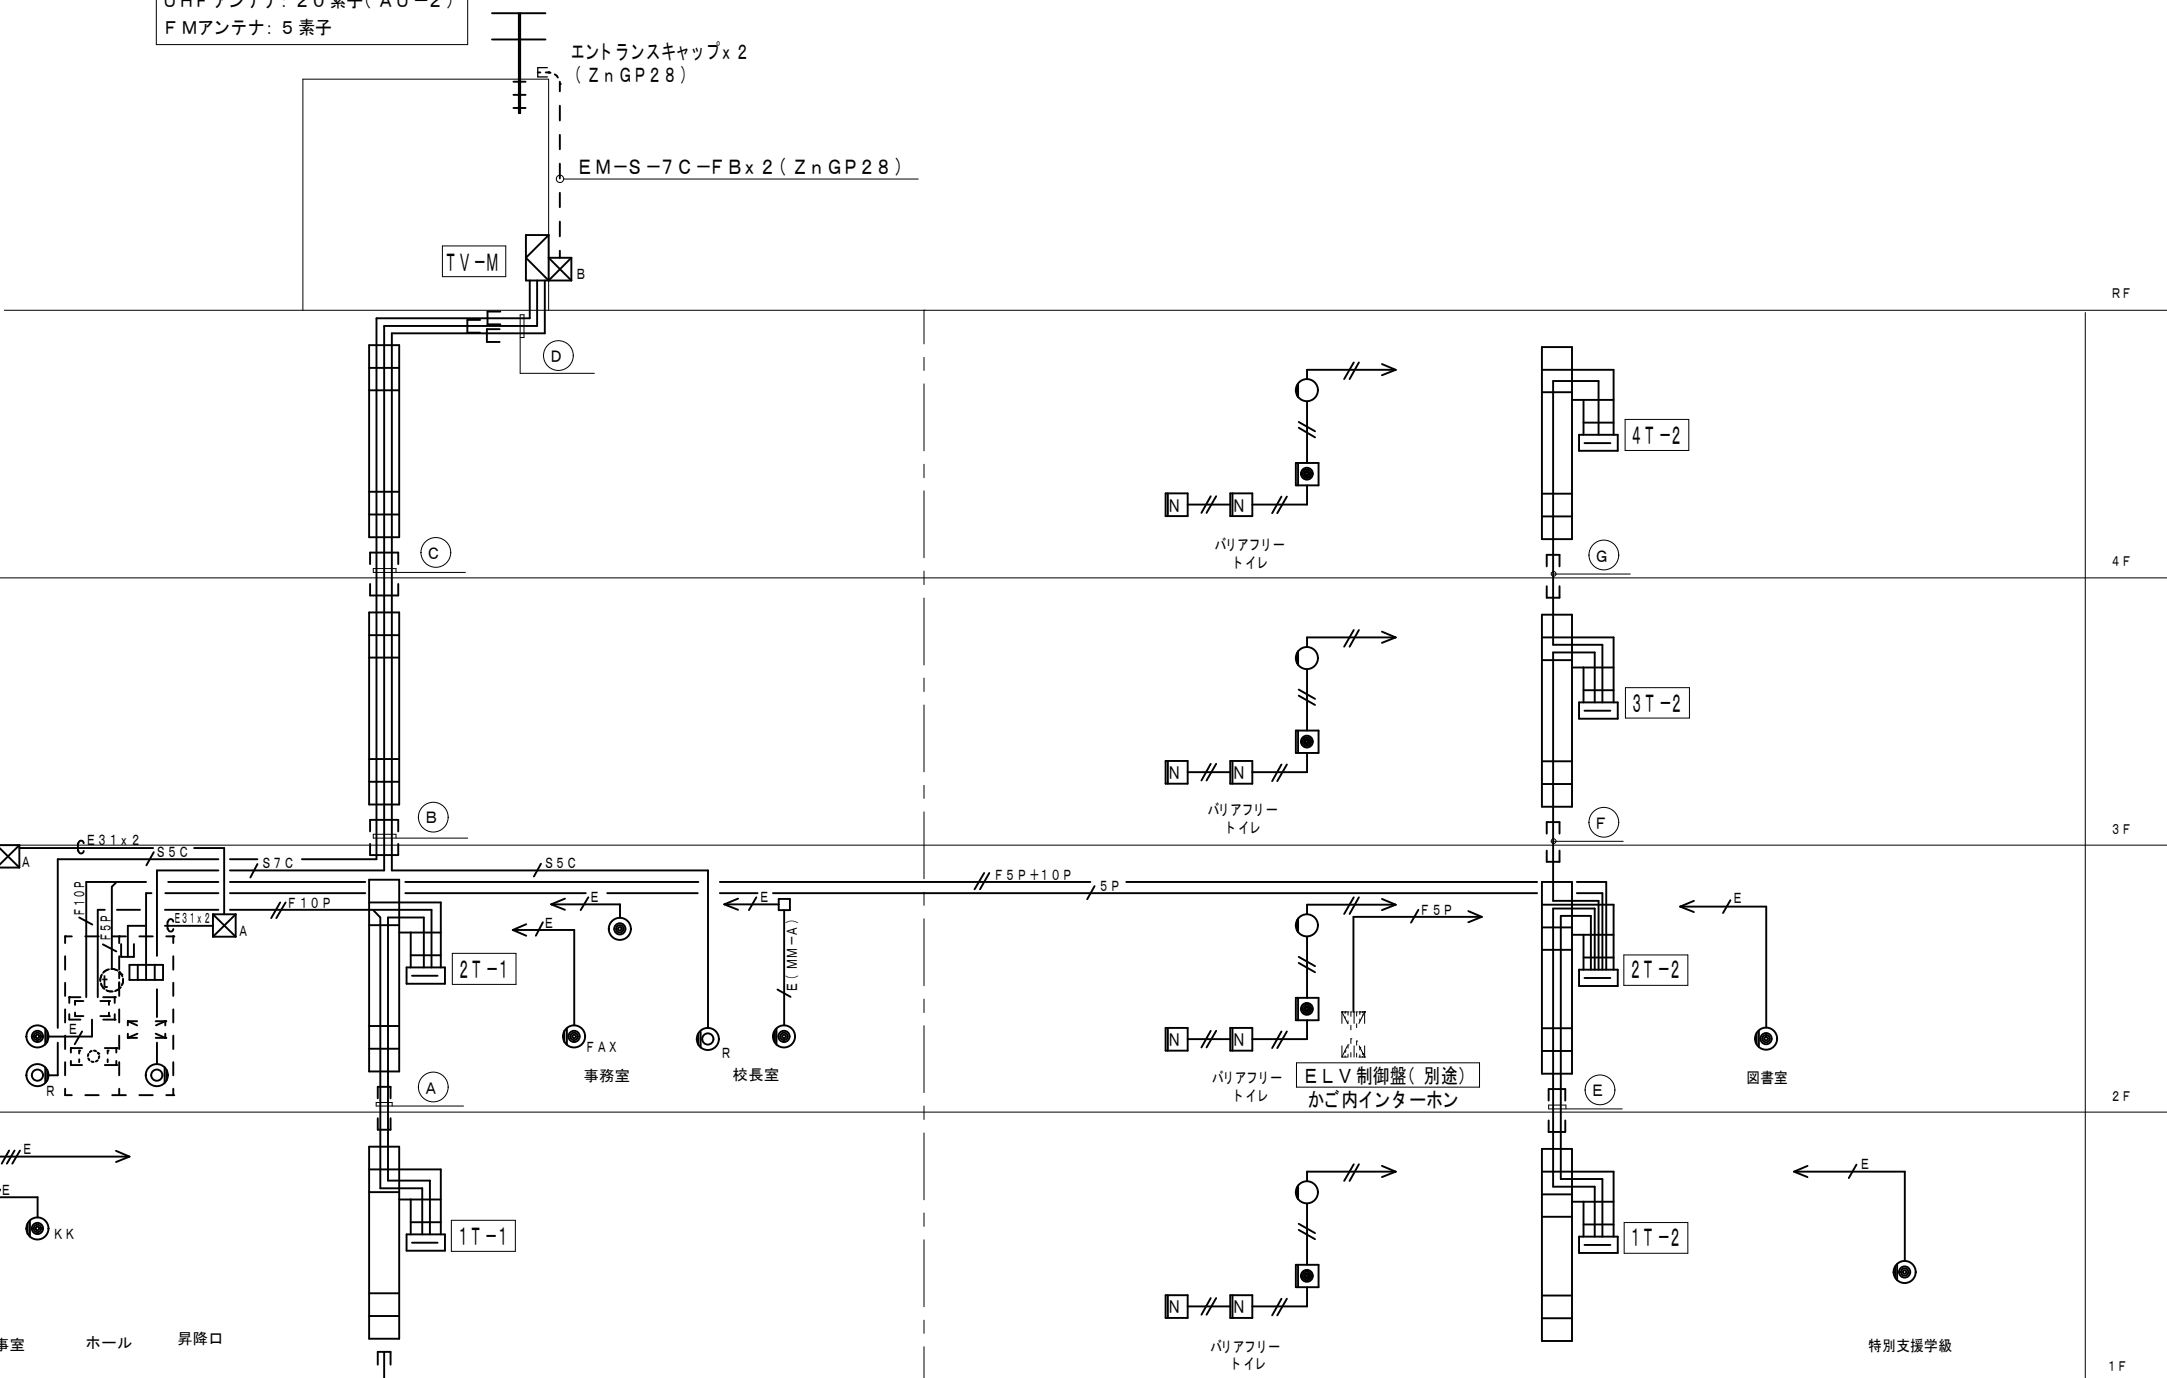 UHFアンテナ:20素子(AU-2)
FMアンテナ:5素子
エントランスキャップx2
(ZnGP28)
EM-S-7C-FBx2(ZnGP28)
TV-M
B
RF
D
4T-2
バリアフリー
トイレ
C
G
4F
3T-2
バリアフリー
トイレ
B
F
3F
E31x2
A
S5C
S7C
S5C
F5P+10P
5P
F10P
F5P
E31x2
A
F10P
E
E
E
E(MM-A)
F5P
E
2T-1
2T-2
E
R
FAX
事務室
R
校長室
バリアフリー
トイレ
ELV制御盤(別途)
かご内インターホン
図書室
A
E
2F
E
E
KK
1T-1
1T-2
E
事室
ホール
昇降口
バリアフリー
トイレ
特別支援学級
1F
N
N
N
N
N
N
N
N
t